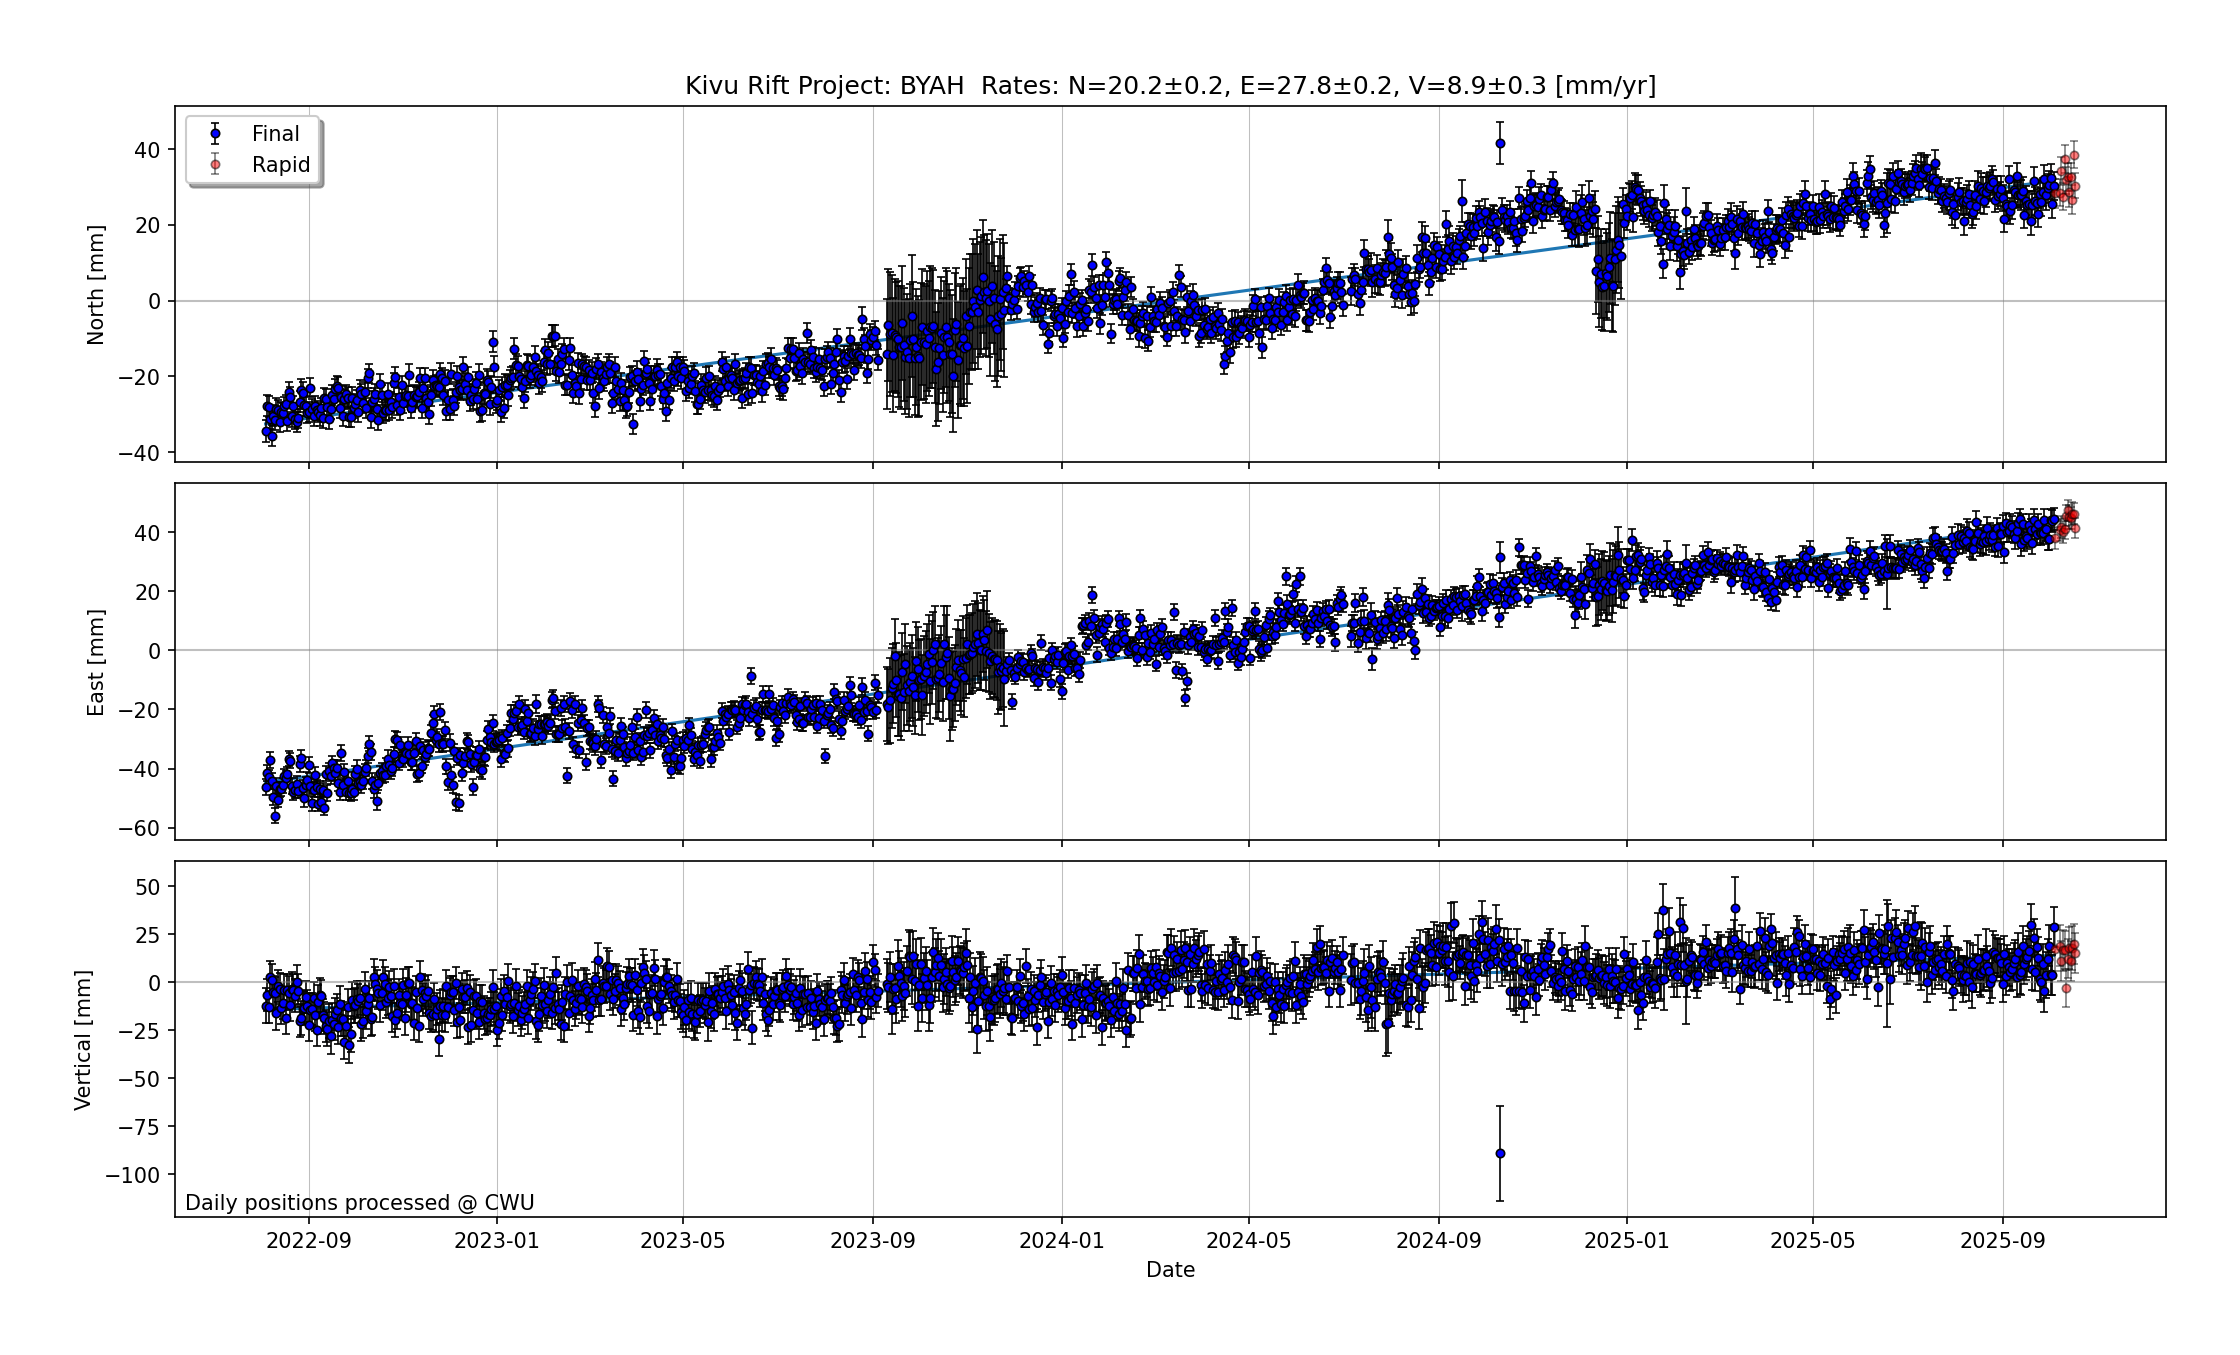 Kivu Rift Project: BYAH  Rates: N=20.2±0.2, E=27.8±0.2, V=8.9±0.3 [mm/yr]
Final
Rapid
North [mm]
40
20
0
−20
−40
East [mm]
40
20
0
−20
−40
−60
Vertical [mm]
50
25
0
−25
−50
−75
−100
Daily positions processed @ CWU
2022-09 2023-01 2023-05 2023-09 2024-01 2024-05 2024-09 2025-01 2025-05 2025-09
Date